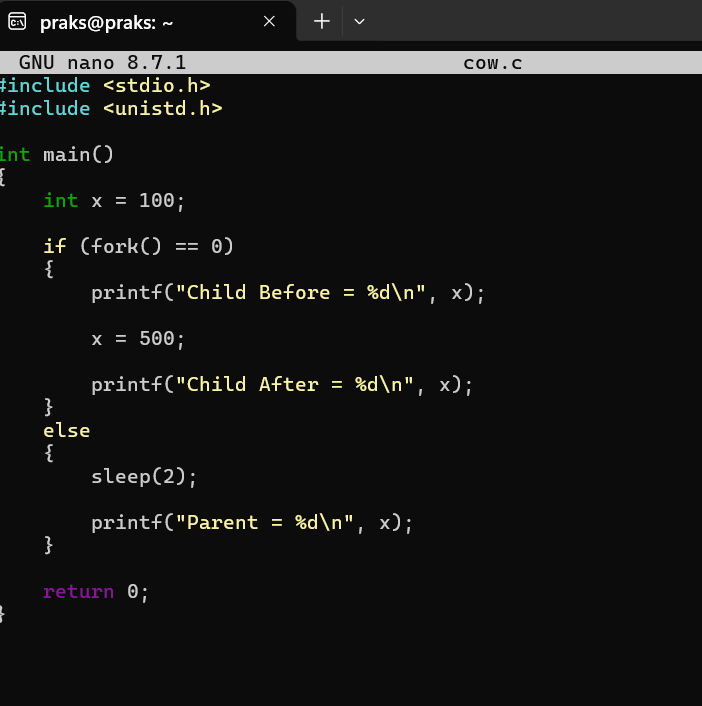 praks@praks: ~
GNU nano 8.7.1 cow.c
#include <stdio.h>
#include <unistd.h>
int main()
{
int x = 100;
if (fork() == 0)
{
printf("Child Before = %d\n", x);
x = 500;
printf("Child After = %d\n", x);
}
else
{
sleep(2);
printf("Parent = %d\n", x);
}
return 0;
}